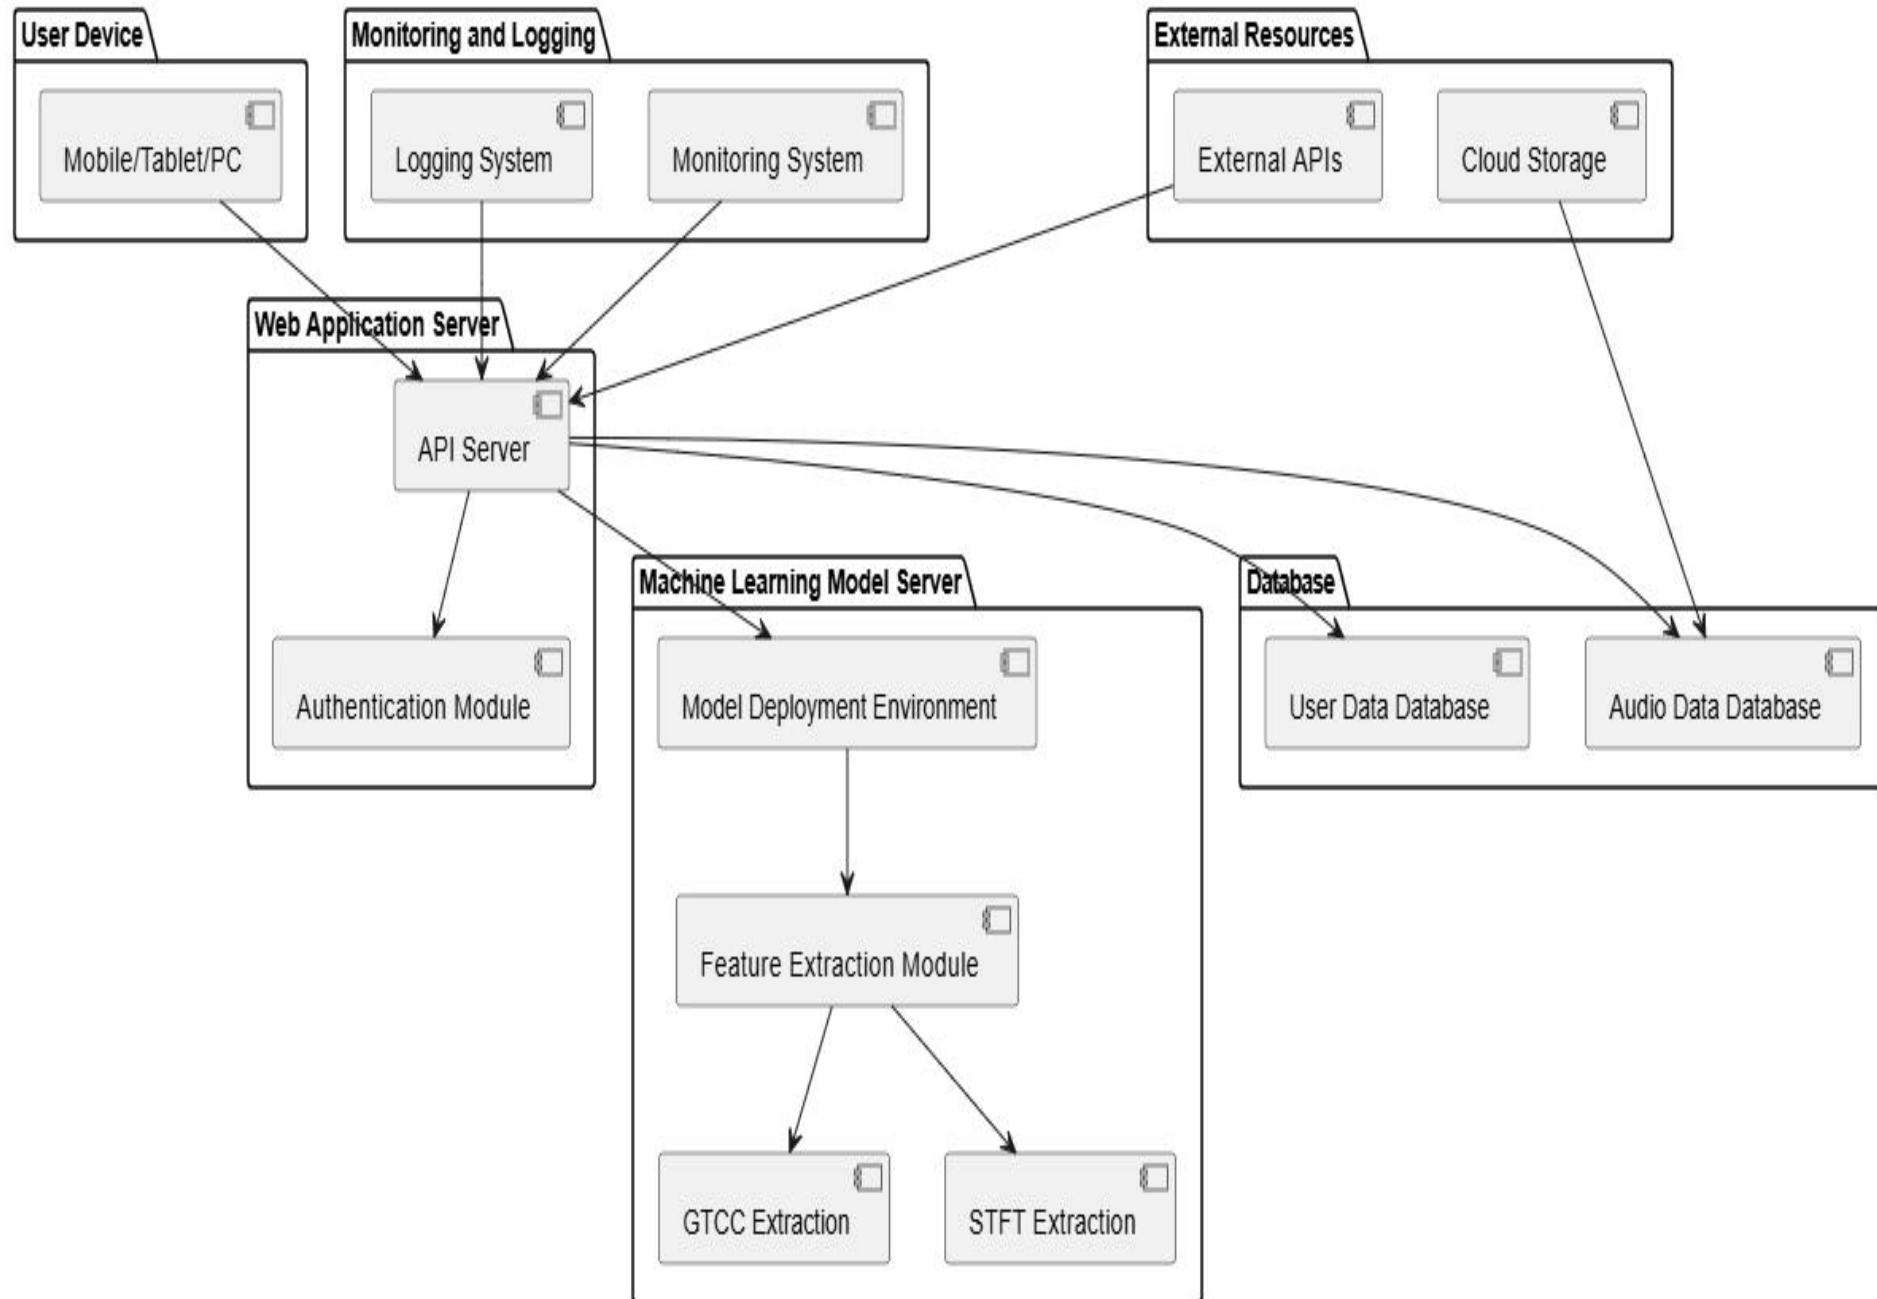 User Device
Monitoring and Logging
External Resources
Mobile/Tablet/PC
Logging System
Monitoring System
External APIs
Cloud Storage
Web Application Server
API Server
Machine Learning Model Server
Database
Authentication Module
Model Deployment Environment
User Data Database
Audio Data Database
Feature Extraction Module
GTCC Extraction
STFT Extraction